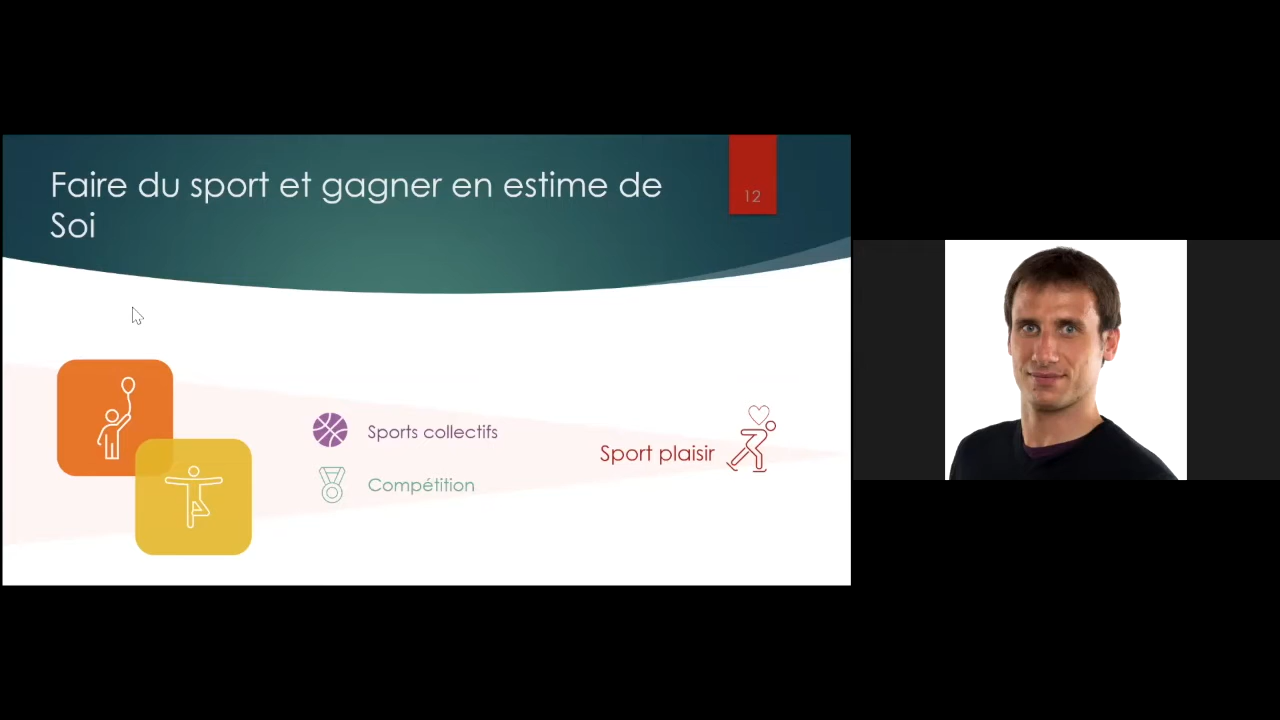 Faire du sport et gagner en estime de
Soi
12
Sports collectifs
Compétition
Sport plaisir